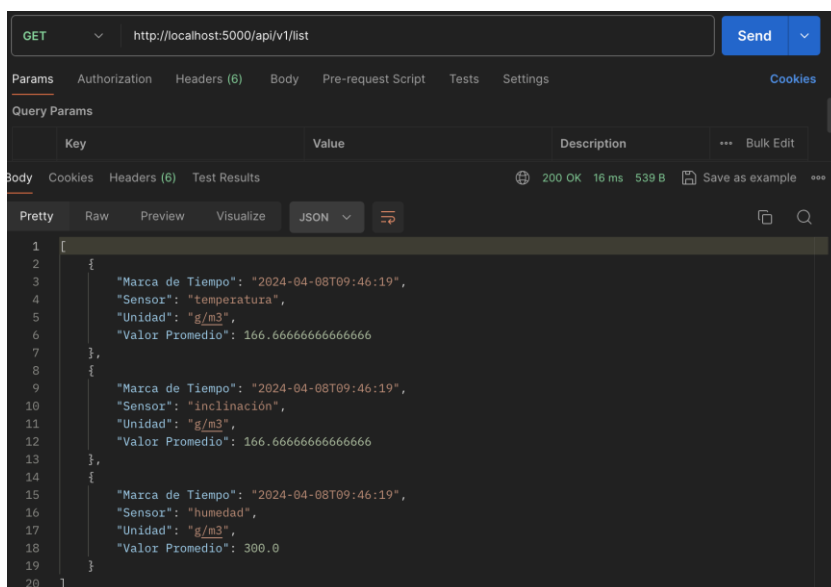 GET http://localhost:5000/api/v1/list Send
Params Authorization Headers (6) Body Pre-request Script Tests Settings Cookies
Query Params
Key Value Description ••• Bulk Edit
Body Cookies Headers (6) Test Results 200 OK 16 ms 539 B Save as example
Pretty Raw Preview Visualize JSON
1 [
2 {
3 "Marca de Tiempo": "2024-04-08T09:46:19",
4 "Sensor": "temperatura",
5 "Unidad": "g/m3",
6 "Valor Promedio": 166.66666666666666
7 },
8 {
9 "Marca de Tiempo": "2024-04-08T09:46:19",
10 "Sensor": "inclinación",
11 "Unidad": "g/m3",
12 "Valor Promedio": 166.66666666666666
13 },
14 {
15 "Marca de Tiempo": "2024-04-08T09:46:19",
16 "Sensor": "humedad",
17 "Unidad": "g/m3",
18 "Valor Promedio": 300.0
19 }
20 ]